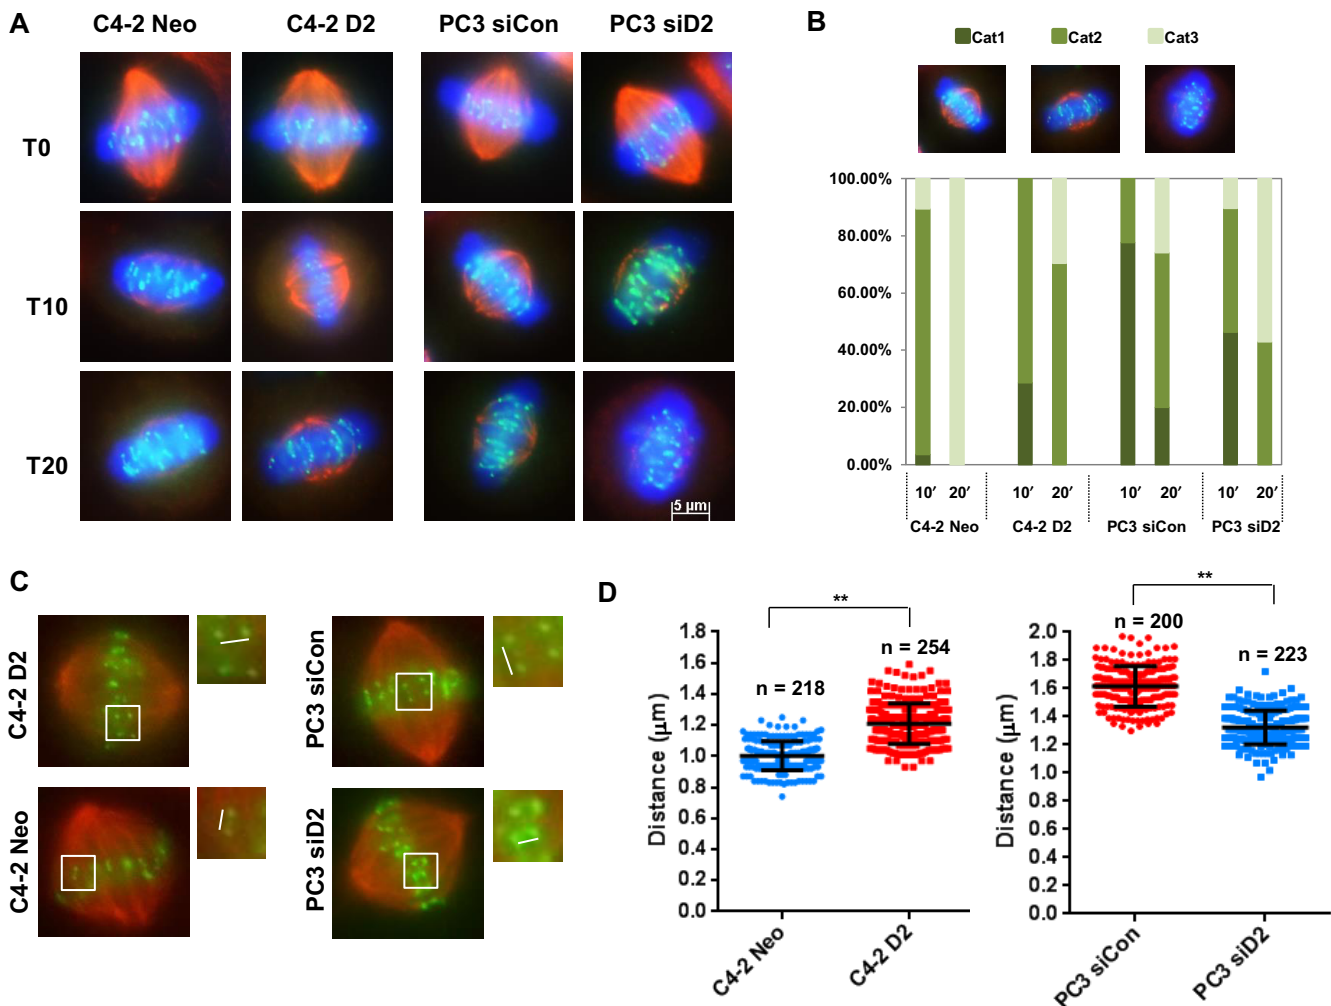 A
C4-2 Neo
C4-2 D2
PC3 siCon
PC3 siD2
T0
T10
T20
5 µm
B
Cat1
Cat2
Cat3
100.00%
80.00%
60.00%
40.00%
20.00%
0.00%
10′ 20′ 10′ 20′ 10′ 20′ 10′ 20′
C4-2 Neo C4-2 D2 PC3 siCon PC3 siD2
C
C4-2 D2
PC3 siCon
C4-2 Neo
PC3 siD2
D
**
n = 218
n = 254
Distance (µm)
1.8
1.6
1.4
1.2
1.0
0.8
0.6
0.4
0.2
0.0
C4-2 Neo
C4-2 D2
**
n = 200
n = 223
Distance (µm)
2.0
1.8
1.6
1.4
1.2
1.0
0.8
0.6
0.4
0.2
0.0
PC3 siCon
PC3 siD2